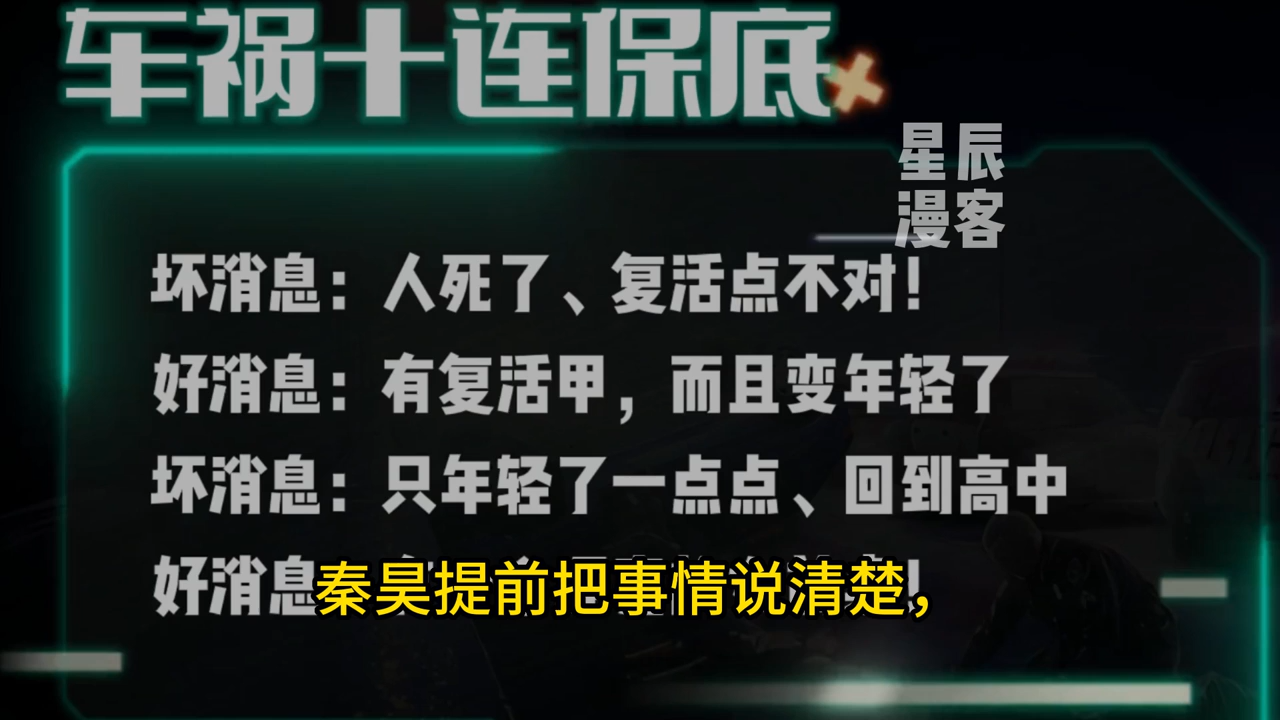 车祸十连保底
星辰
漫客
坏消息：人死了、复活点不对！
好消息：有复活甲，而且变年轻了
坏消息：只年轻了一点点、回到高中
好消息
秦昊提前把事情说清楚，